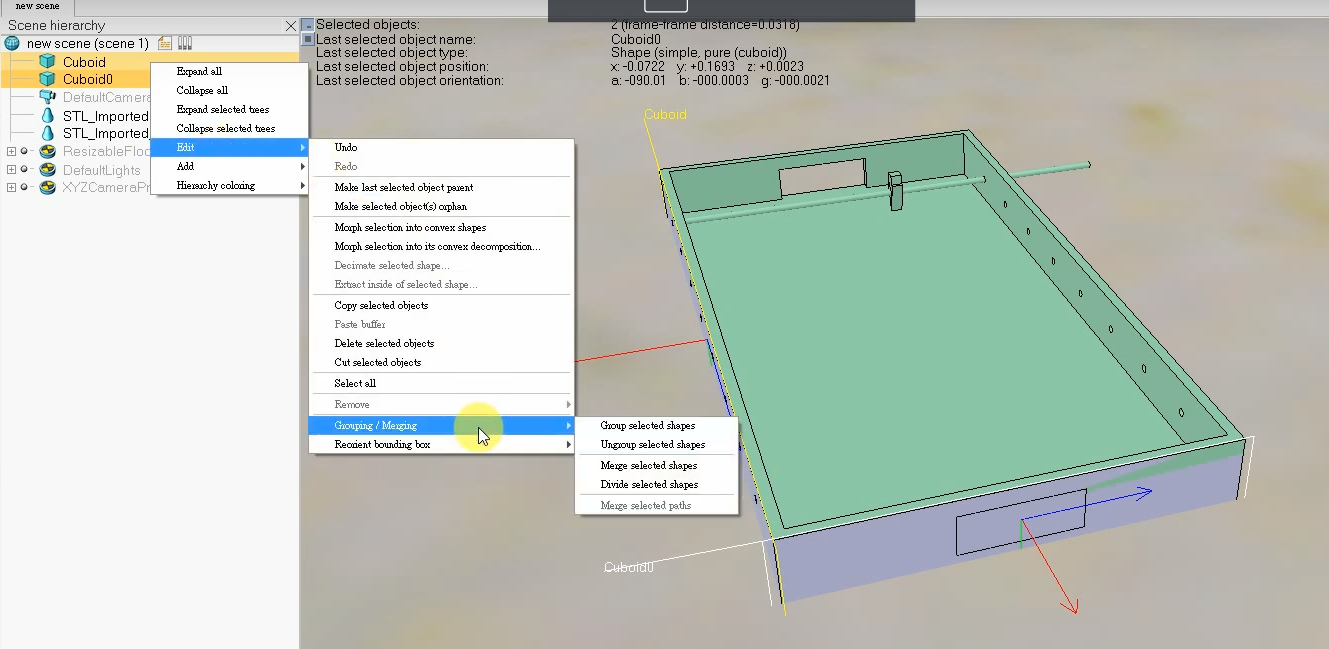 new scene
Scene hierarchy
new scene (scene 1)
Cuboid
Cuboid0
DefaultCamera
STL_Imported
STL_Imported
ResizableFloo
DefaultLights
XYZCameraPr
Selected objects: 2 (frame-frame distance=0.0318)
Last selected object name: Cuboid0
Last selected object type: Shape (simple, pure (cuboid))
Last selected object position: x: -0.0722 y: +0.1693 z: +0.0023
Last selected object orientation: a: -090.01 b: -000.0003 g: -000.0021
Expand all
Collapse all
Expand selected trees
Collapse selected trees
Edit
Add
Hierarchy coloring
Undo
Redo
Make last selected object parent
Make selected object(s) orphan
Morph selection into convex shapes
Morph selection into its convex decomposition...
Decimate selected shape...
Extract inside of selected shape...
Copy selected objects
Paste buffer
Delete selected objects
Cut selected objects
Select all
Remove
Grouping / Merging
Reorient bounding box
Group selected shapes
Ungroup selected shapes
Merge selected shapes
Divide selected shapes
Merge selected paths
Cuboid
Cuboid0